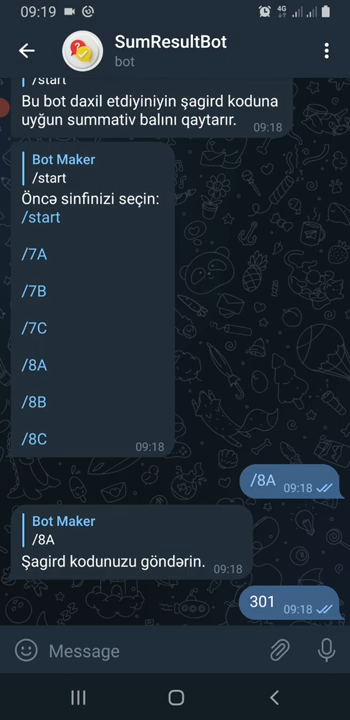 09:19
4G
SumResultBot
bot
/start
Bu bot daxil etdiyiniyin şagird koduna
uyğun summativ balını qaytarır.
09:18
Bot Maker
/start
Öncə sinfinizi seçin:
/start
/7A
/7B
/7C
/8A
/8B
/8C
09:18
/8A
09:18
Bot Maker
/8A
Şagird kodunuzu göndərin.
09:18
301
09:18
Message